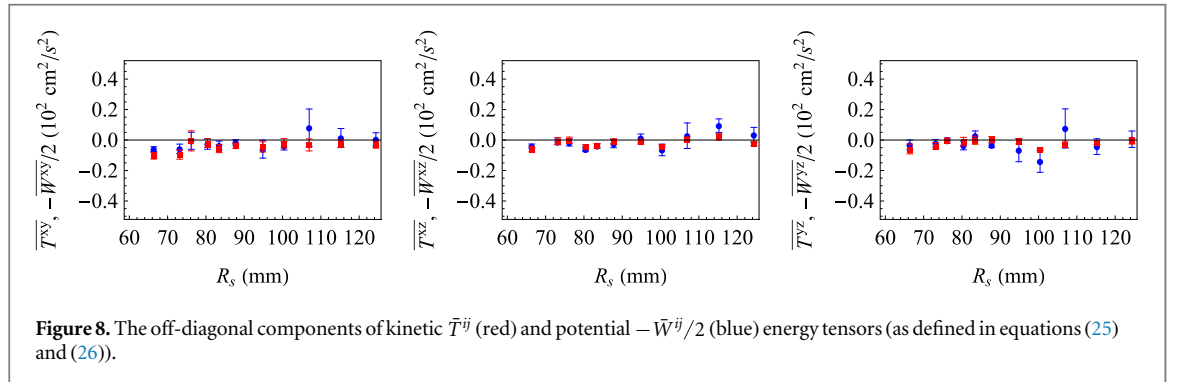 $\overline{T^{xy}}, -\overline{W^{xy}}/2 \ (10^2 \ cm^2/s^2)$
0.4
0.2
0.0
−0.2
−0.4
60 70 80 90 100 110 120
$R_s$ (mm)
$\overline{T^{xz}}, -\overline{W^{xz}}/2 \ (10^2 \ cm^2/s^2)$
0.4
0.2
0.0
−0.2
−0.4
60 70 80 90 100 110 120
$R_s$ (mm)
$\overline{T^{yz}}, -\overline{W^{yz}}/2 \ (10^2 \ cm^2/s^2)$
0.4
0.2
0.0
−0.2
−0.4
60 70 80 90 100 110 120
$R_s$ (mm)
Figure 8. The off-diagonal components of kinetic $\bar{T}^{ij}$ (red) and potential $-\bar{W}^{ij}/2$ (blue) energy tensors (as defined in equations (25)
and (26)).